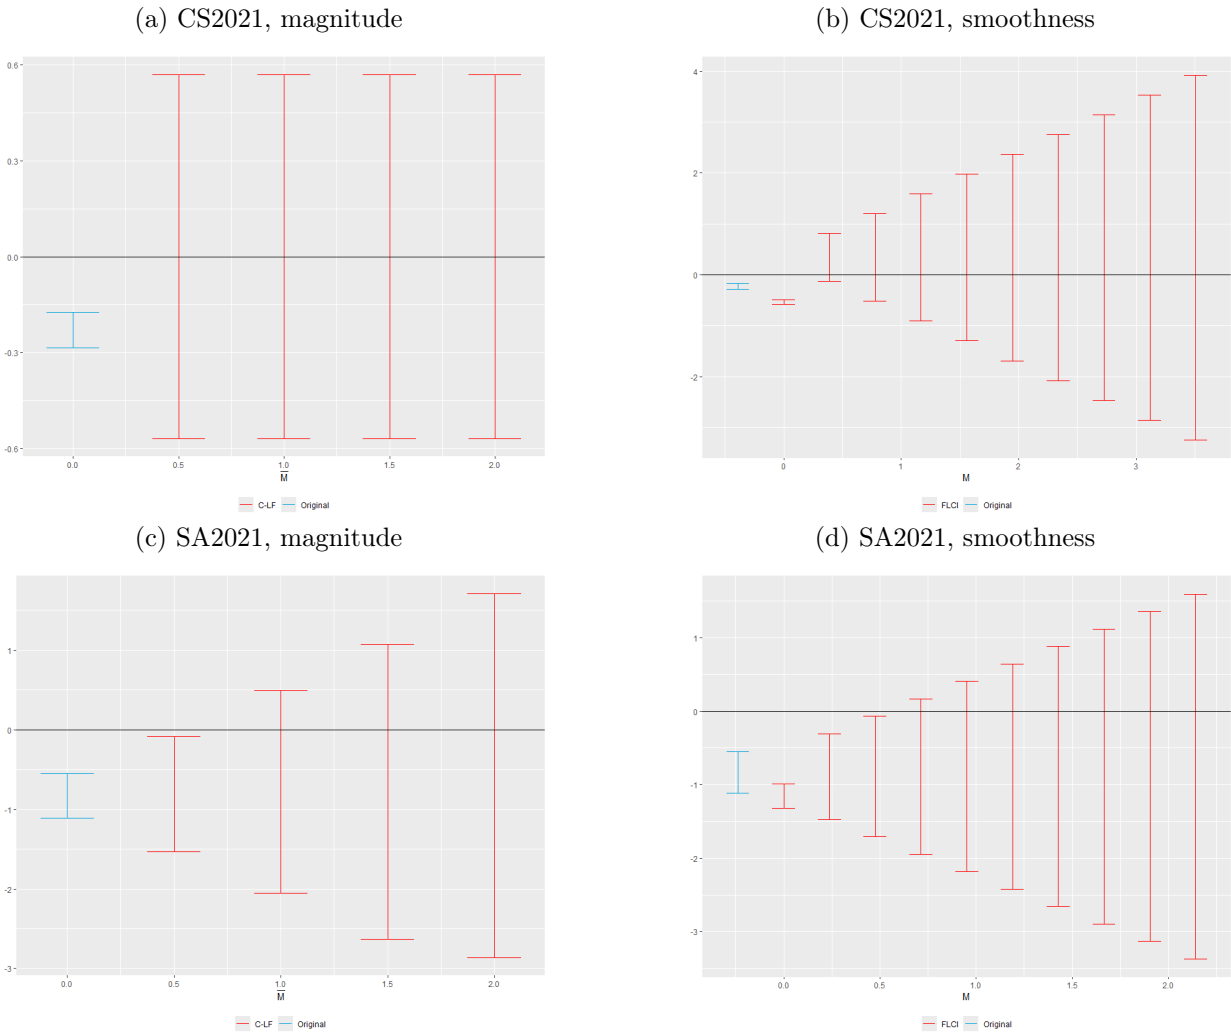 (a) CS2021, magnitude
0.6
0.3
0.0
-0.3
-0.6
0.0 0.5 1.0 1.5 2.0
M̅
C-LF Original
(b) CS2021, smoothness
4
2
0
-2
0 1 2 3
M
FLCI Original
(c) SA2021, magnitude
1
0
-1
-2
-3
0.0 0.5 1.0 1.5 2.0
M̅
C-LF Original
(d) SA2021, smoothness
1
0
-1
-2
-3
0.0 0.5 1.0 1.5 2.0
M
FLCI Original